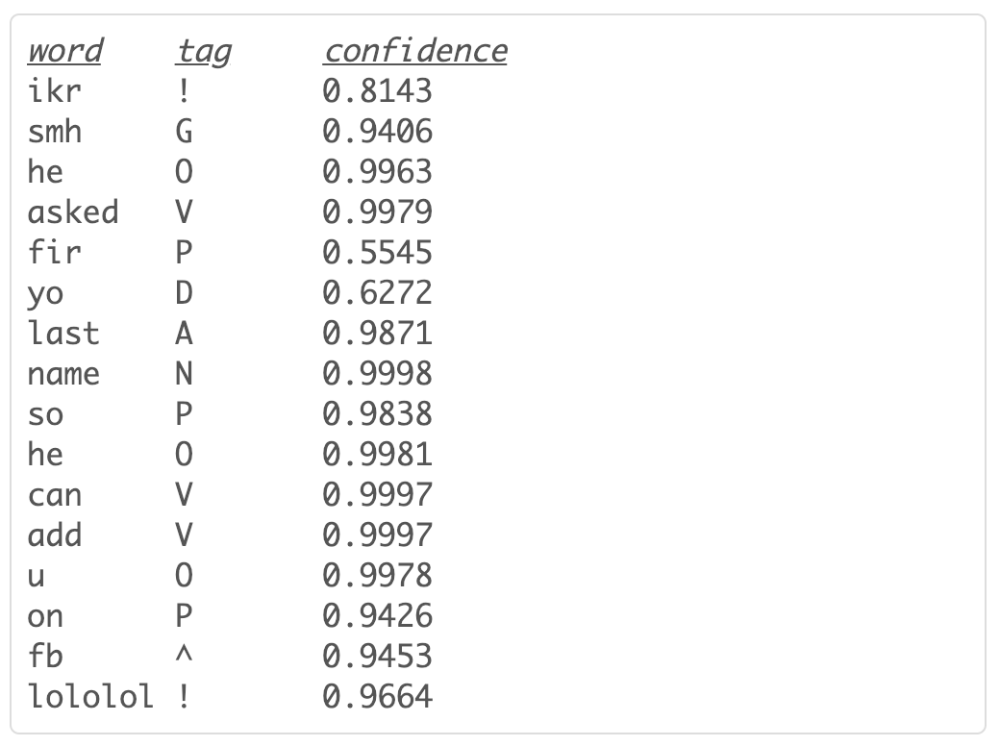 word tag confidence
ikr ! 0.8143
smh G 0.9406
he O 0.9963
asked V 0.9979
fir P 0.5545
yo D 0.6272
last A 0.9871
name N 0.9998
so P 0.9838
he O 0.9981
can V 0.9997
add V 0.9997
u O 0.9978
on P 0.9426
fb ^ 0.9453
lololol ! 0.9664